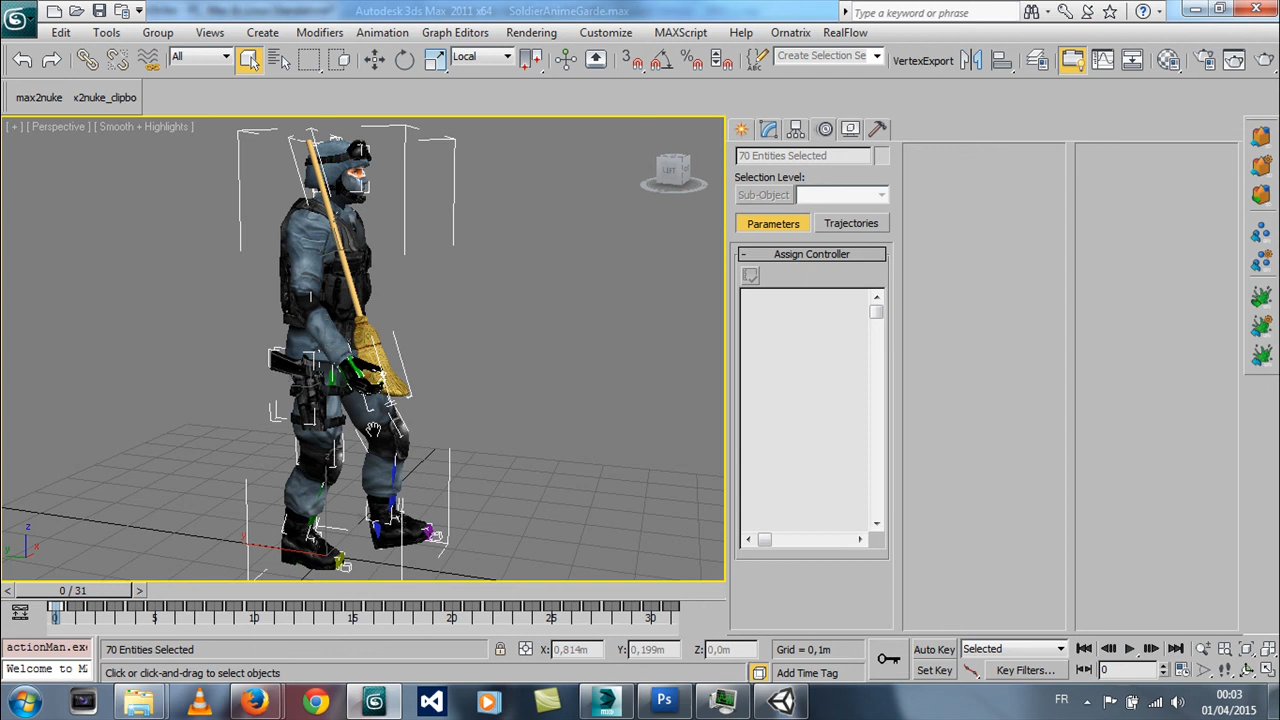 Autodesk 3ds Max 2011 x64 SoldierAnimeGarde.max
Type a keyword or phrase
Edit Tools Group Views Create Modifiers Animation Graph Editors Rendering Customize MAXScript Help Ornatrix RealFlow
All
Local
3
Create Selection Se
VertexExport
max2nuke x2nuke_clipbo
[ + ] [ Perspective ] [ Smooth + Highlights ]
LEFT
70 Entities Selected
Selection Level:
Sub-Object
Parameters Trajectories
- Assign Controller
z
y x
< 0 / 31 >
0 5 10 15 20 25 30
actionMan.exe 70 Entities Selected X: 0,814m Y: 0,199m Z: 0,0m Grid = 0,1m Auto Key Selected
Welcome to M Click or click-and-drag to select objects Add Time Tag Set Key Key Filters... 0
Ps
FR
00:03
01/04/2015